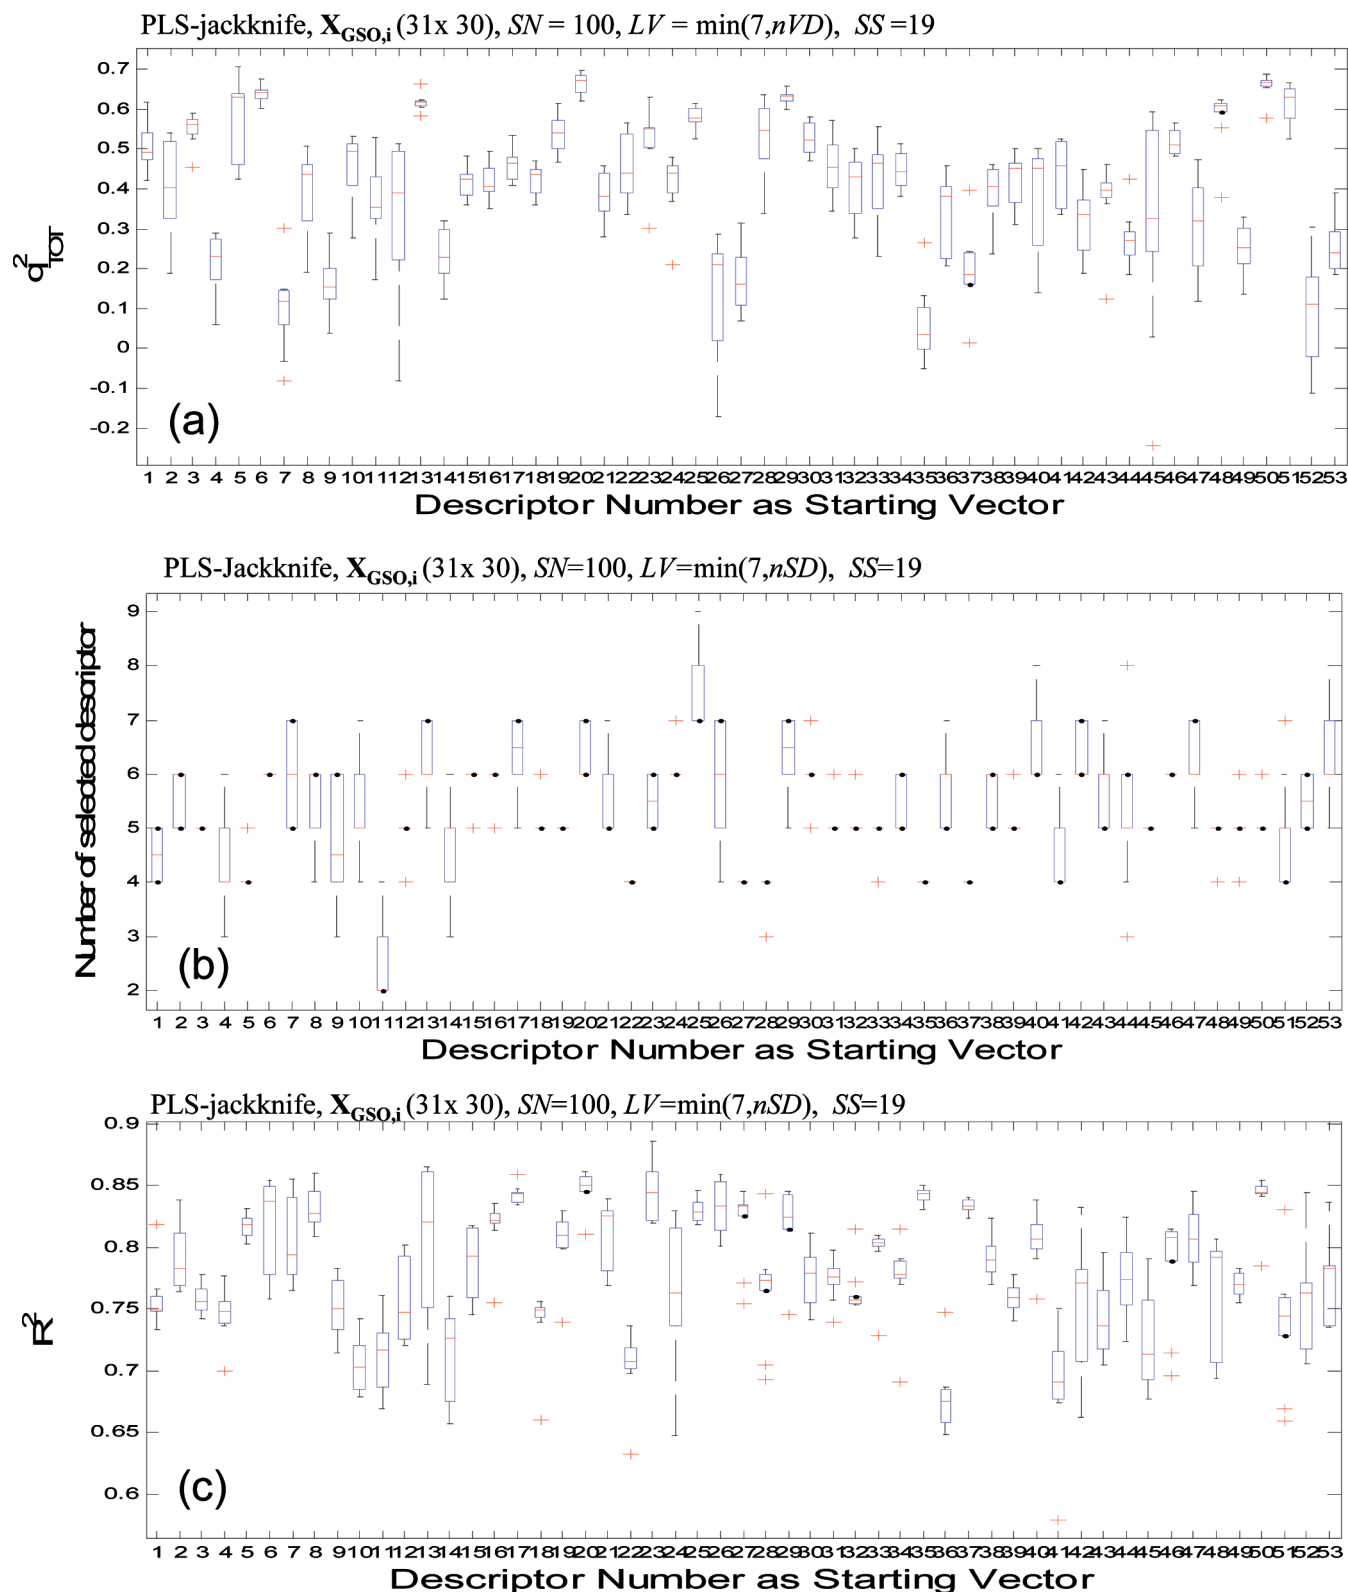 PLS-jackknife, X_GSO,i (31x 30), SN = 100, LV = min(7,nVD), SS =19
q²_TOT
0.7
0.6
0.5
0.4
0.3
0.2
0.1
0
-0.1
-0.2
(a)
1 2 3 4 5 6 7 8 9 10 11 12 13 14 15 16 17 18 19 20 21 22 23 24 25 26 27 28 29 30 31 32 33 34 35 36 37 38 39 40 41 42 43 44 45 46 47 48 49 50 51 52 53
Descriptor Number as Starting Vector
PLS-Jackknife, X_GSO,i (31x 30), SN=100, LV=min(7,nSD), SS=19
Number of selected descriptor
9
8
7
6
5
4
3
2
(b)
1 2 3 4 5 6 7 8 9 10 11 12 13 14 15 16 17 18 19 20 21 22 23 24 25 26 27 28 29 30 31 32 33 34 35 36 37 38 39 40 41 42 43 44 45 46 47 48 49 50 51 52 53
Descriptor Number as Starting Vector
PLS-jackknife, X_GSO,i (31x 30), SN=100, LV=min(7,nSD), SS=19
R²
0.9
0.85
0.8
0.75
0.7
0.65
0.6
(c)
1 2 3 4 5 6 7 8 9 10 11 12 13 14 15 16 17 18 19 20 21 22 23 24 25 26 27 28 29 30 31 32 33 34 35 36 37 38 39 40 41 42 43 44 45 46 47 48 49 50 51 52 53
Descriptor Number as Starting Vector